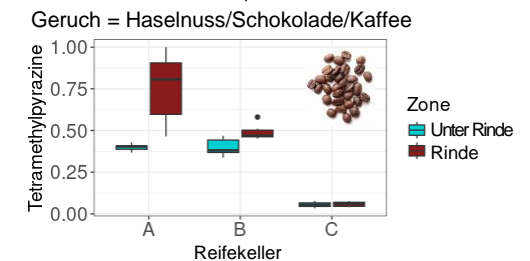 Geruch = Haselnuss/Schokolade/Kaffee
Tetramethylpyrazine
1.00
0.75
0.50
0.25
0.00
A B C
Reifekeller
Zone
Unter Rinde
Rinde